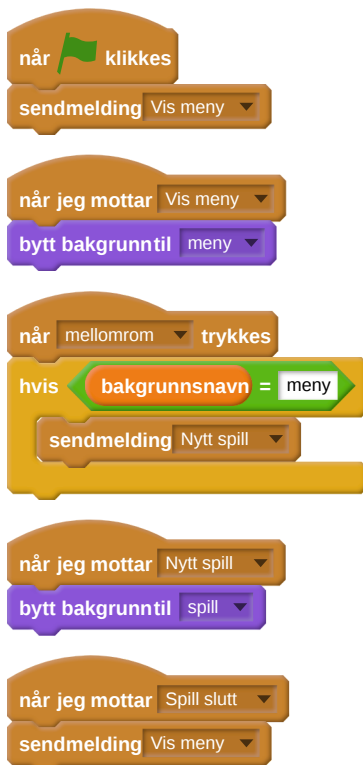 når klikkes
sendmelding Vis meny
når jeg mottar Vis meny
bytt bakgrunn til meny
når mellomrom trykkes
hvis bakgrunnsnavn = meny
sendmelding Nytt spill
når jeg mottar Nytt spill
bytt bakgrunn til spill
når jeg mottar Spill slutt
sendmelding Vis meny